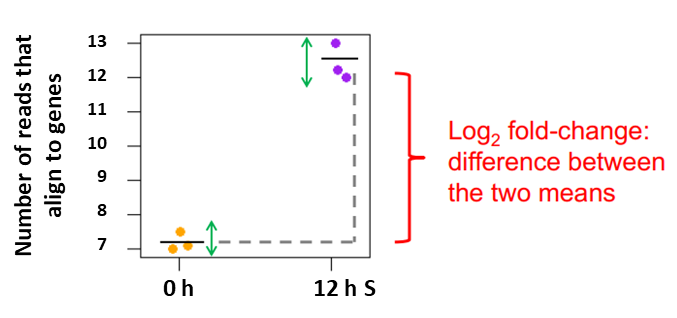 Number of reads that
align to genes
13
12
11
10
9
8
7
0 h
12 h S
Log₂ fold-change:
difference between
the two means